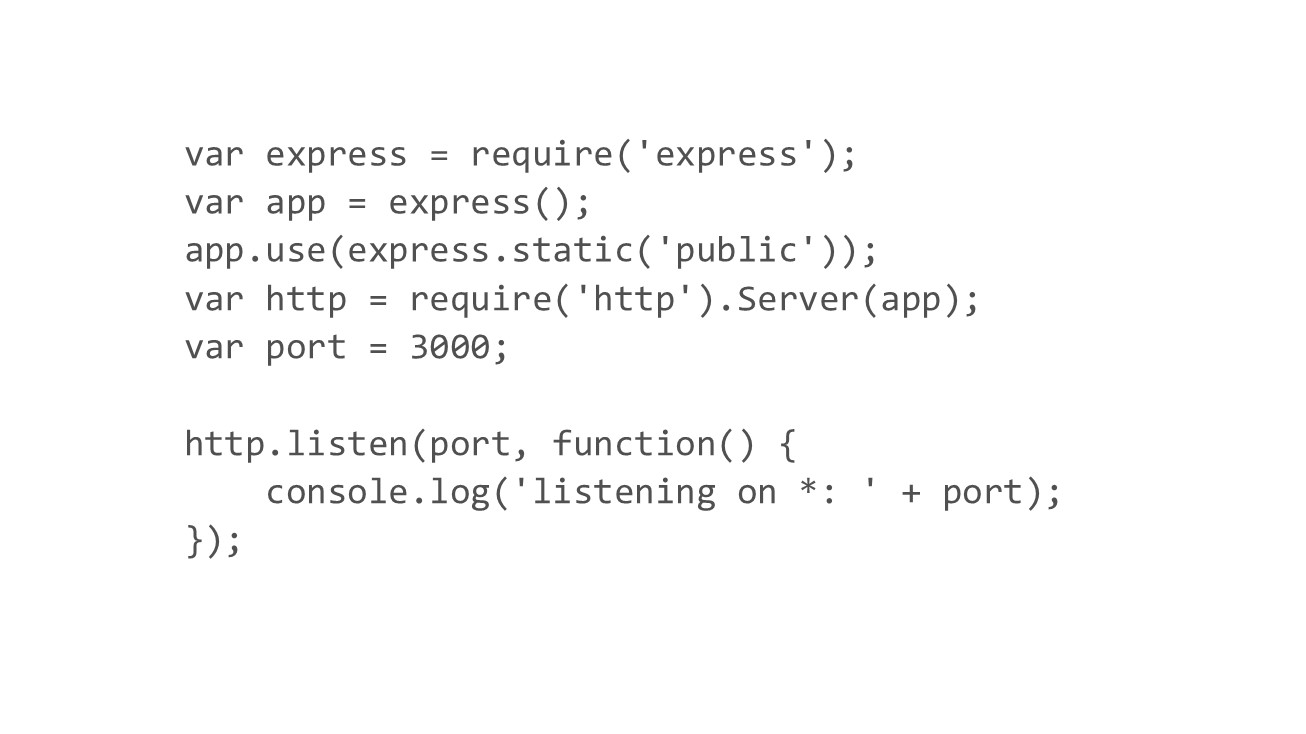 var express = require('express');
var app = express();
app.use(express.static('public'));
var http = require('http').Server(app);
var port = 3000;

http.listen(port, function() {
    console.log('listening on *: ' + port);
});